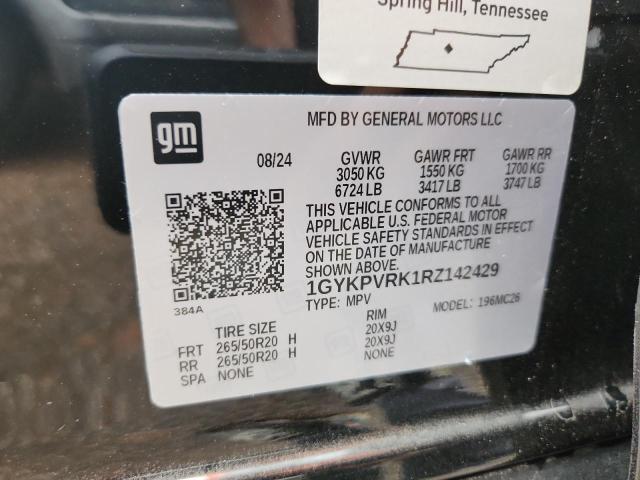 Spring Hill, Tennessee
gm
MFD BY GENERAL MOTORS LLC
08/24 GVWR GAWR FRT GAWR RR
3050 KG 1550 KG 1700 KG
6724 LB 3417 LB 3747 LB
THIS VEHICLE CONFORMS TO ALL
APPLICABLE U.S. FEDERAL MOTOR
VEHICLE SAFETY STANDARDS IN EFFECT
ON THE DATE OF MANUFACTURE
SHOWN ABOVE.
1GYKPVRK1RZ142429
384A TYPE: MPV MODEL: 196MC26
TIRE SIZE RIM
FRT 265/50R20 H 20X9J
RR 265/50R20 H 20X9J
SPA NONE NONE